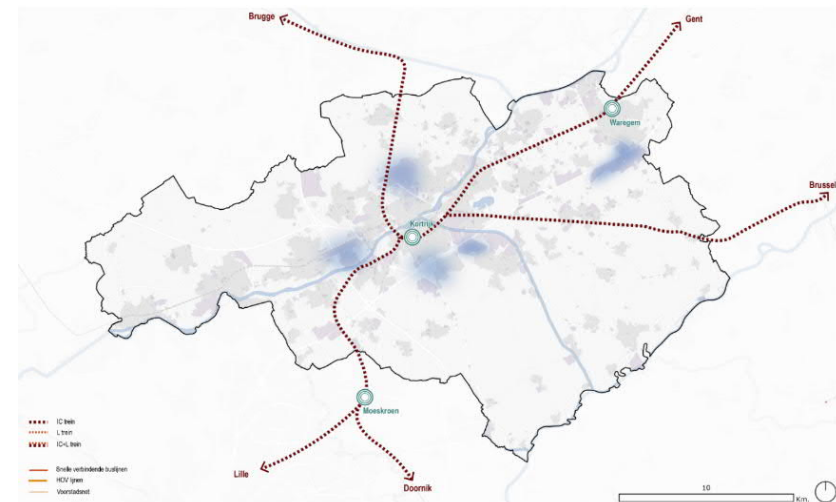 Brugge
Gent
Waregem
Brussel
Kortrijk
Moeskroen
Lille
Doornik
IC trein
L trein
IC+L trein
Snelle verbindende buslijnen
HOV lijnen
Voorstadsnet
10
Km.